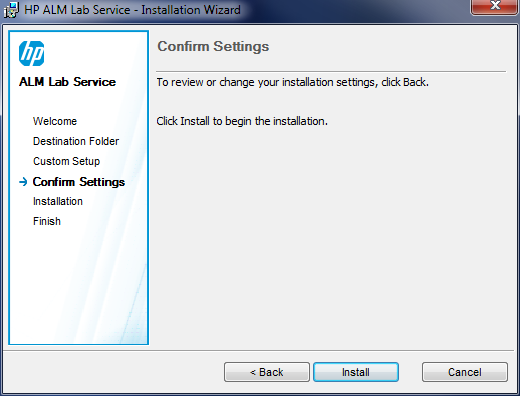 HP ALM Lab Service - Installation Wizard
hp
ALM Lab Service
Welcome
Destination Folder
Custom Setup
Confirm Settings
Installation
Finish
Confirm Settings
To review or change your installation settings, click Back.
Click Install to begin the installation.
< Back
Install
Cancel